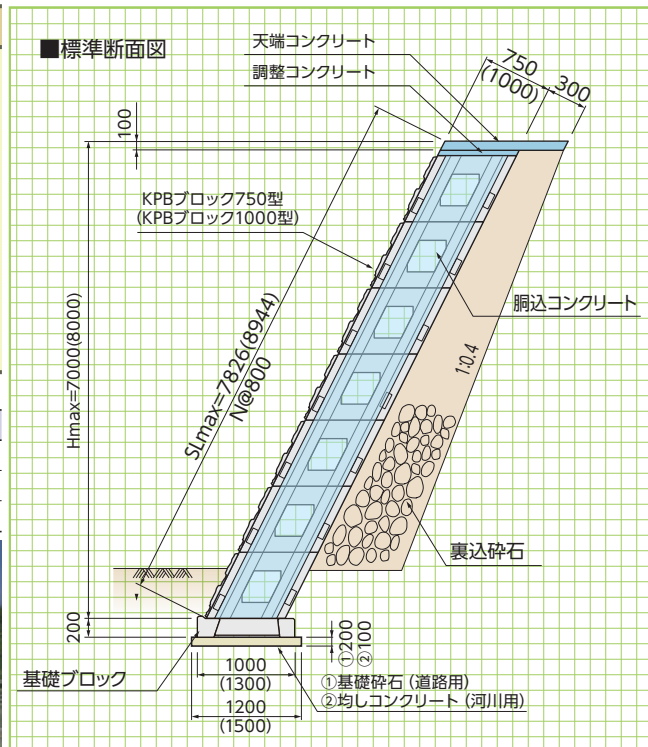 ■標準断面図
天端コンクリート
調整コンクリート
750
(1000)
300
100
KPBブロック750型
(KPBブロック1000型)
胴込コンクリート
Hmax=7000(8000)
SLmax=7826(8944)
N@800
1:0.4
裏込砕石
200
①200
②100
基礎ブロック
1000
(1300)
1200
(1500)
①基礎砕石(道路用)
②均しコンクリート(河川用)